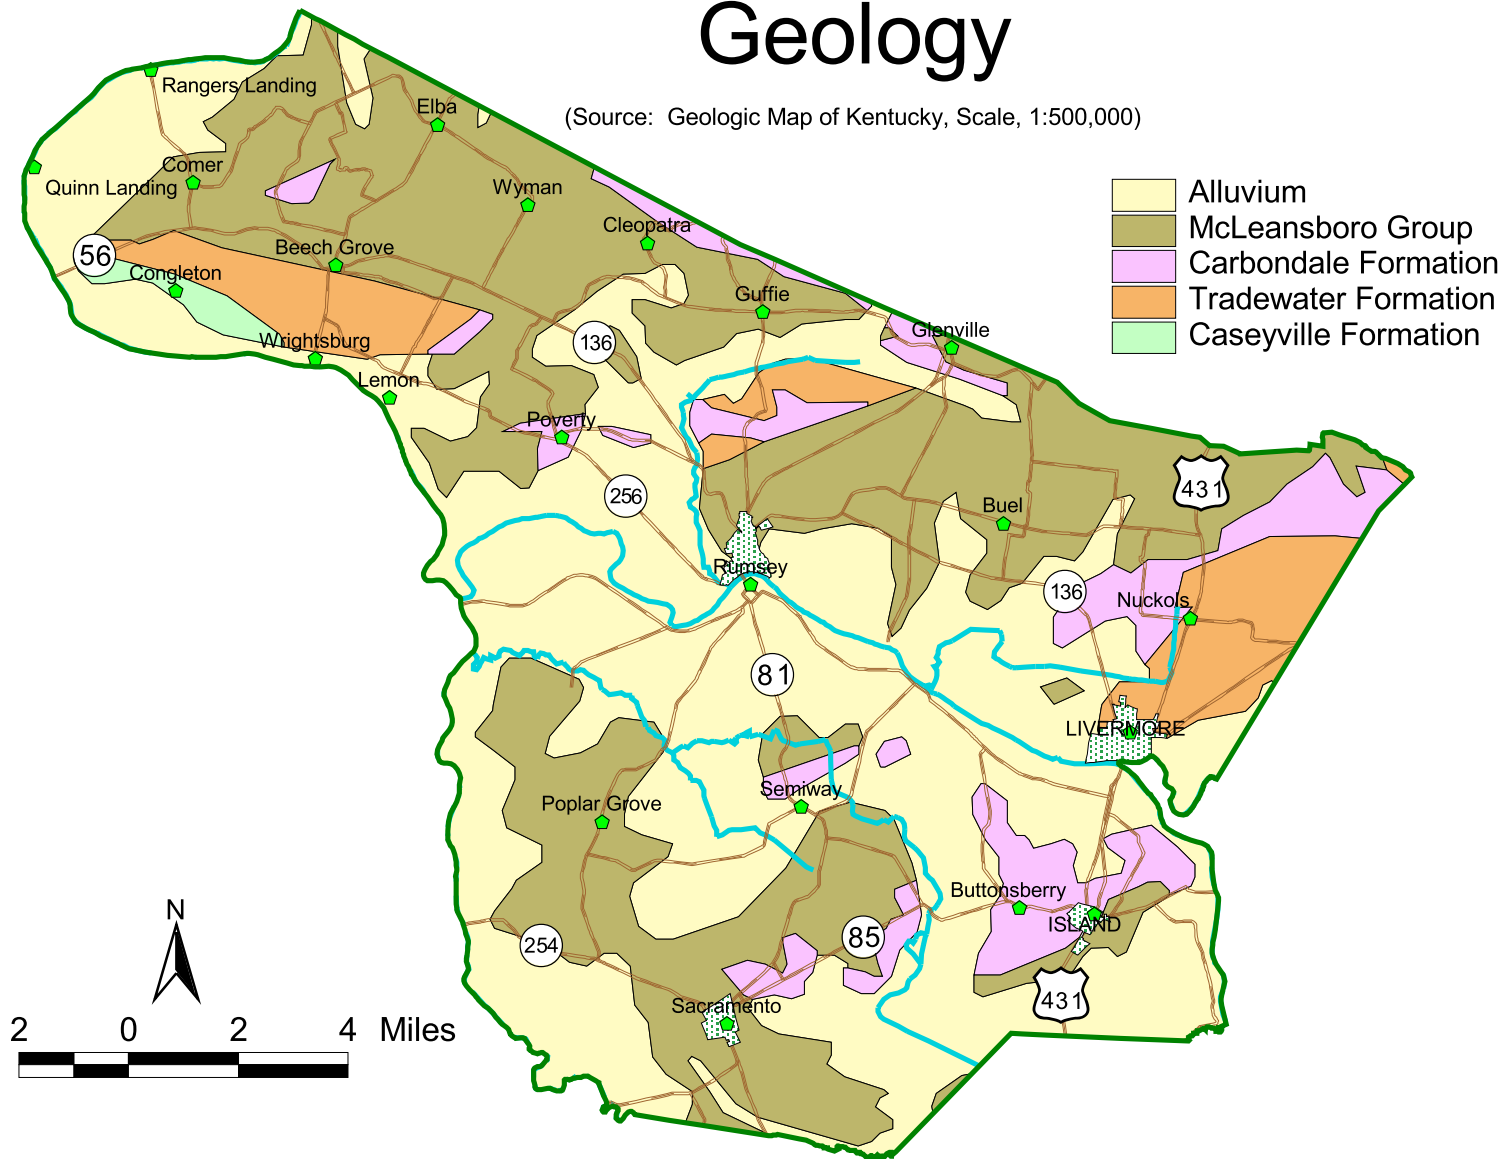 Geology
(Source:  Geologic Map of Kentucky, Scale, 1:500,000)
Alluvium
McLeansboro Group
Carbondale Formation
Tradewater Formation
Caseyville Formation
Rangers Landing
Elba
Comer
Quinn Landing
Wyman
Cleopatra
56
Beech Grove
Congleton
Guffie
Glenville
136
Wrightsburg
Lemon
Poverty
256
431
Buel
Rumsey
136
Nuckols
81
LIVERMORE
Semiway
Poplar Grove
Buttonsberry
ISLAND
254
85
431
Sacramento
N
2 0 2 4 Miles